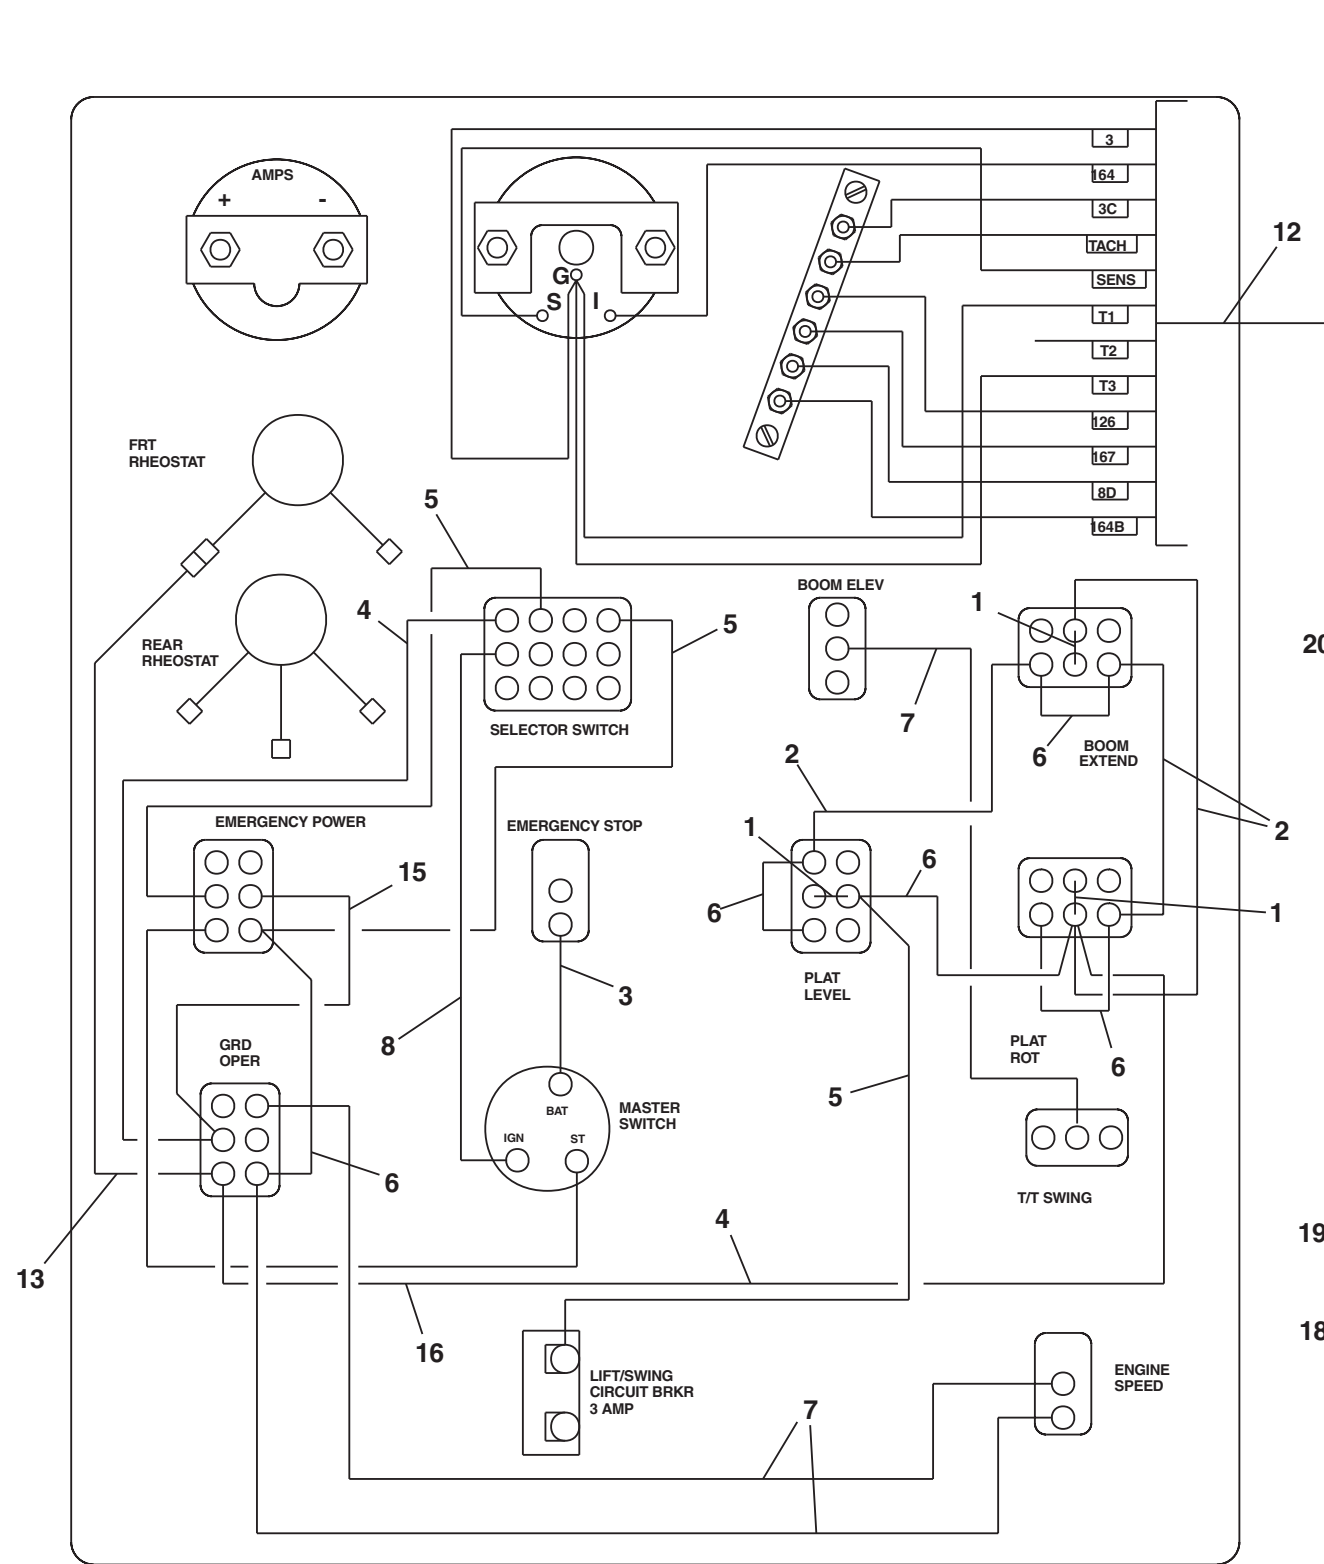 3
164
AMPS
+ -
3C
12
TACH
G
SENS
S I
T1
T2
T3
126
FRT
RHEOSTAT
167
8D
5
164B
BOOM ELEV
1
4
5
20
REAR
RHEOSTAT
7
SELECTOR SWITCH
6
BOOM
EXTEND
2
EMERGENCY POWER
EMERGENCY STOP
1
2
6
15
6
1
PLAT
LEVEL
3
8
GRD
OPER
PLAT
ROT
6
5
BAT
MASTER
SWITCH
IGN
ST
6
T/T SWING
4
19
13
18
16
LIFT/SWING
CIRCUIT BRKR
3 AMP
ENGINE
SPEED
7